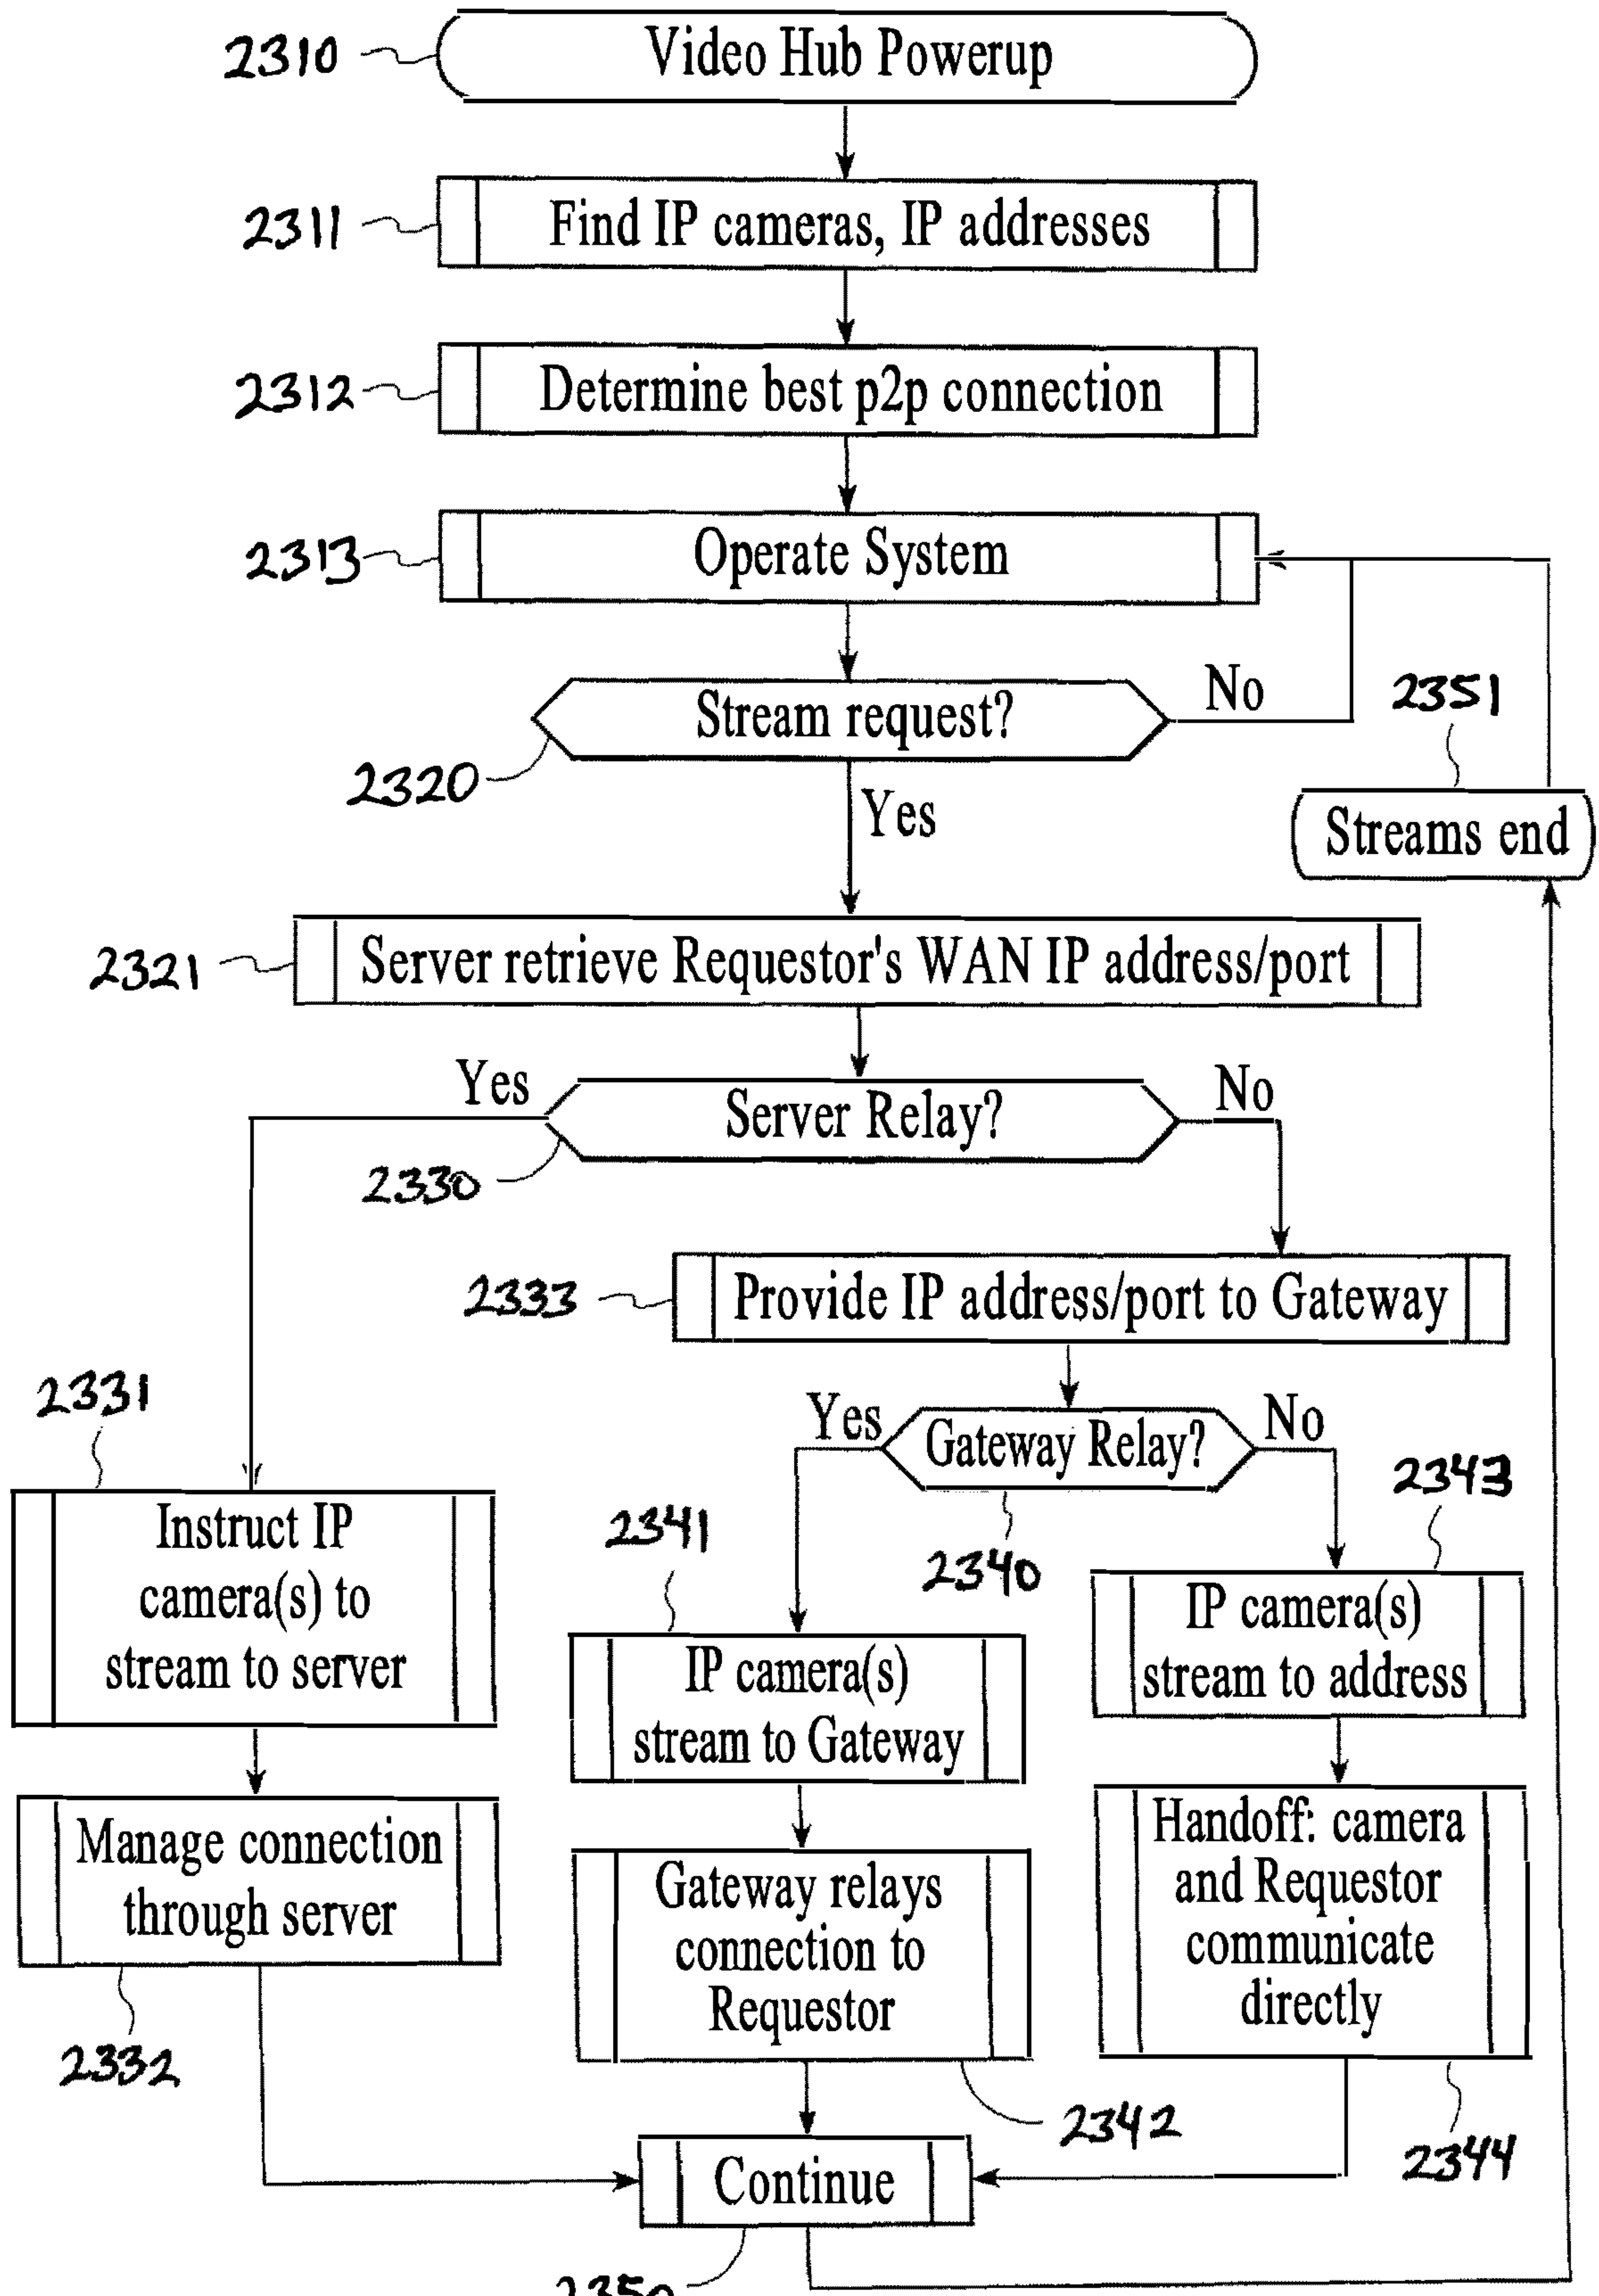 2310
Video Hub Powerup
2311
Find IP cameras, IP addresses
2312
Determine best p2p connection
2313
Operate System
Stream request?
No
2320
Yes
2351
Streams end
2321
Server retrieve Requestor's WAN IP address/port
Yes
Server Relay?
No
2330
2333
Provide IP address/port to Gateway
Yes
Gateway Relay?
No
2340
2331
Instruct IP
camera(s) to
stream to server
Manage connection
through server
2332
2341
IP camera(s)
stream to Gateway
Gateway relays
connection to
Requestor
2342
2343
IP camera(s)
stream to address
Handoff: camera
and Requestor
communicate
directly
2344
Continue
2350